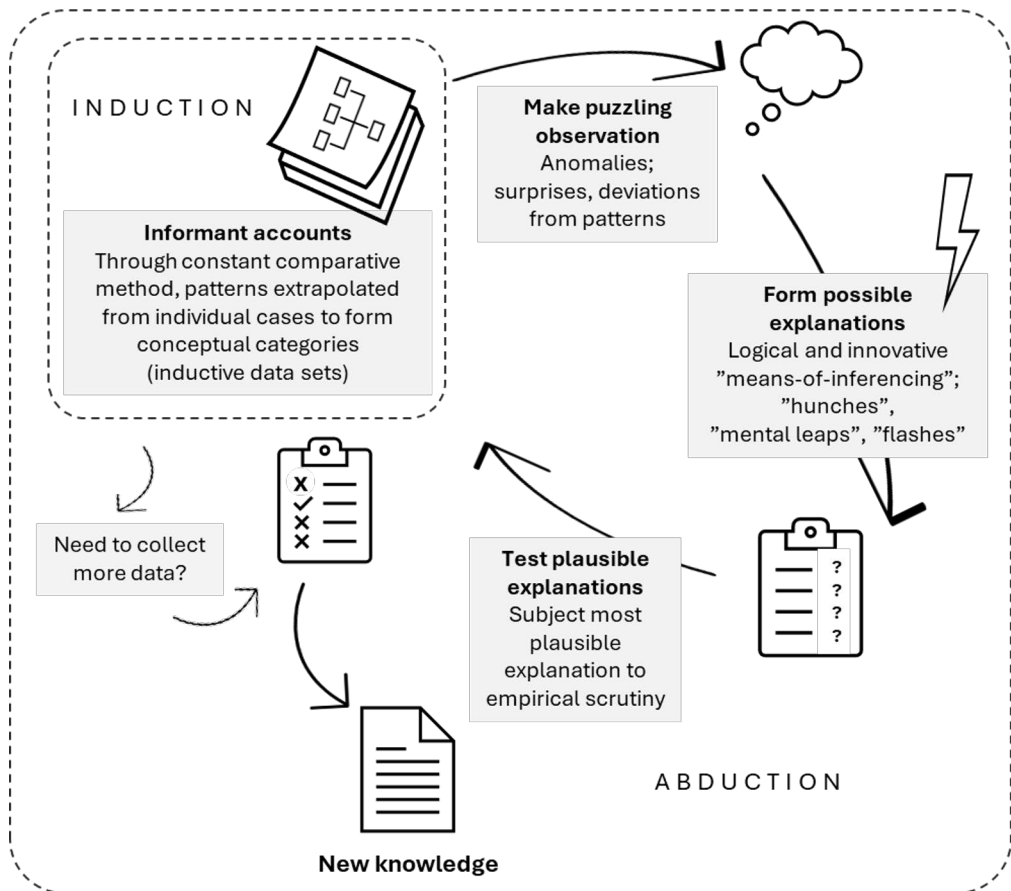 INDUCTION
Informant accounts
Through constant comparative
method, patterns extrapolated
from individual cases to form
conceptual categories
(inductive data sets)
Make puzzling
observation
Anomalies;
surprises, deviations
from patterns
Form possible
explanations
Logical and innovative
”means-of-inferencing”;
”hunches”,
”mental leaps”, ”flashes”
?
?
?
?
Test plausible
explanations
Subject most
plausible
explanation to
empirical scrutiny
X
Need to collect
more data?
New knowledge
ABDUCTION